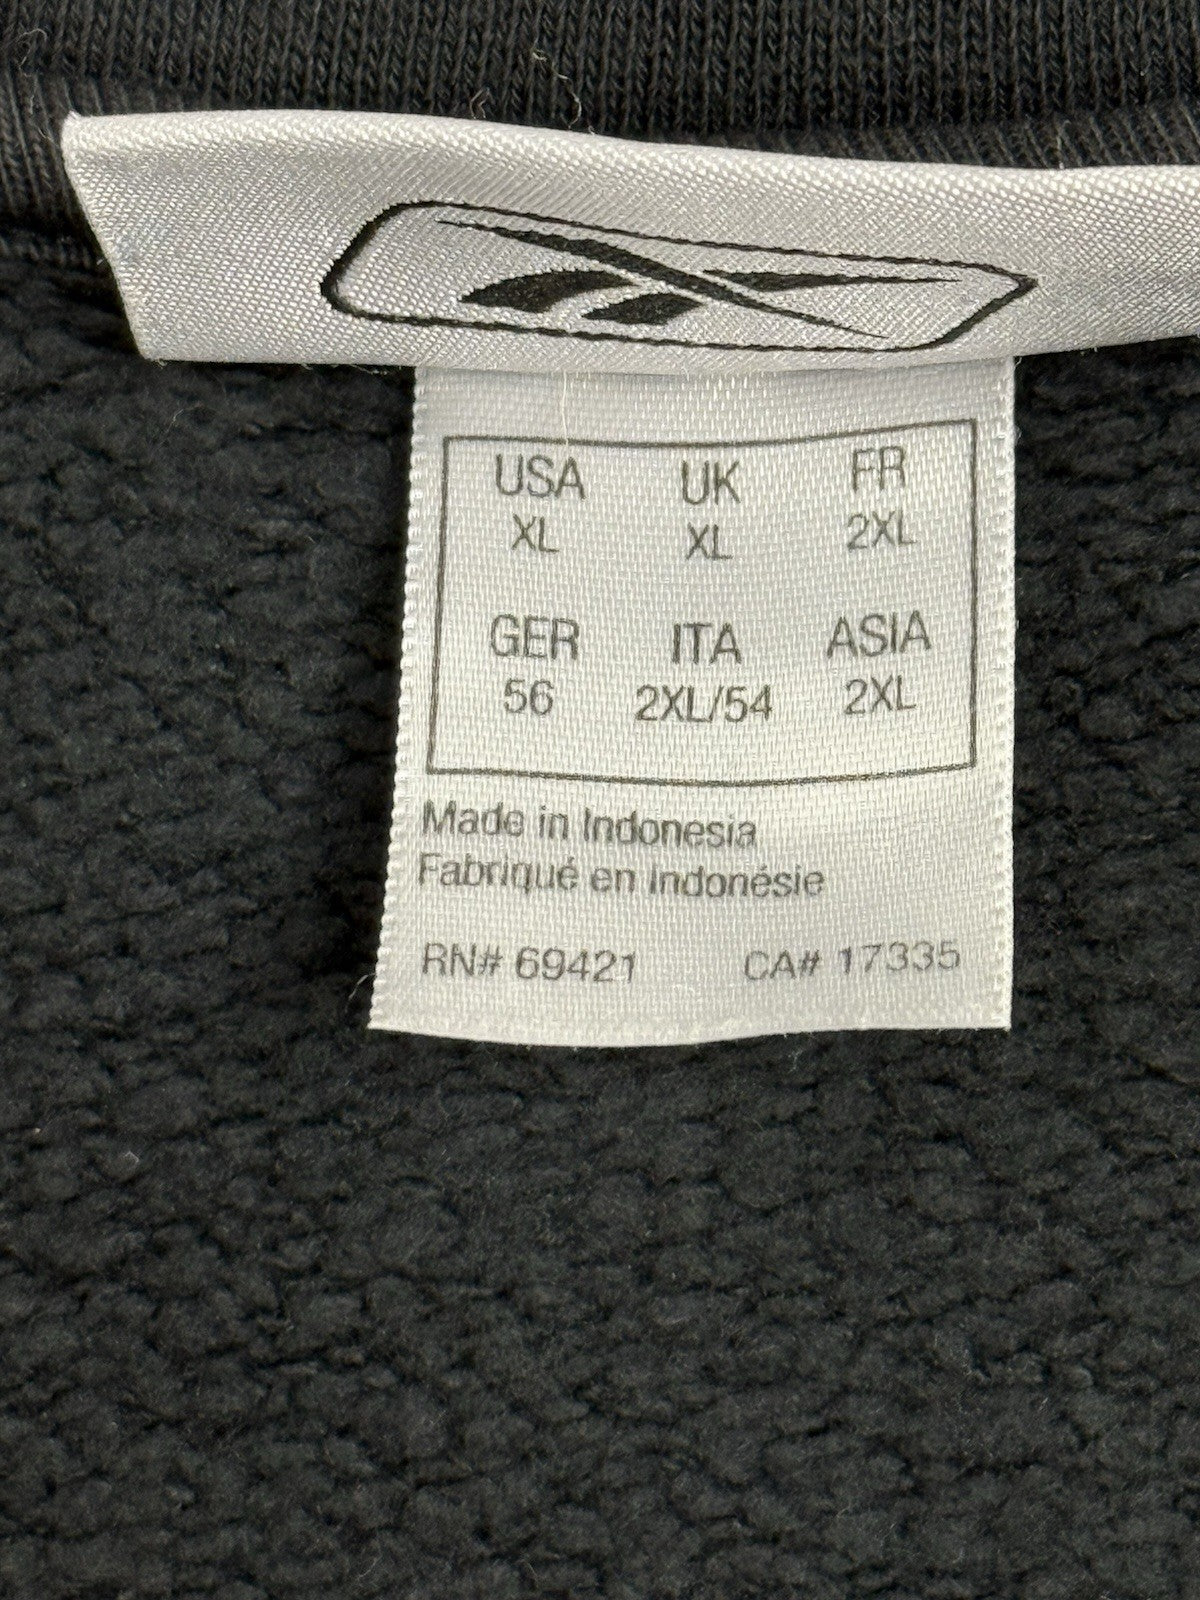 USA UK FR
XL XL 2XL
GER ITA ASIA
56 2XL/54 2XL
Made in Indonesia
Fabriqué en Indonésie
RN# 69421 CA# 17335